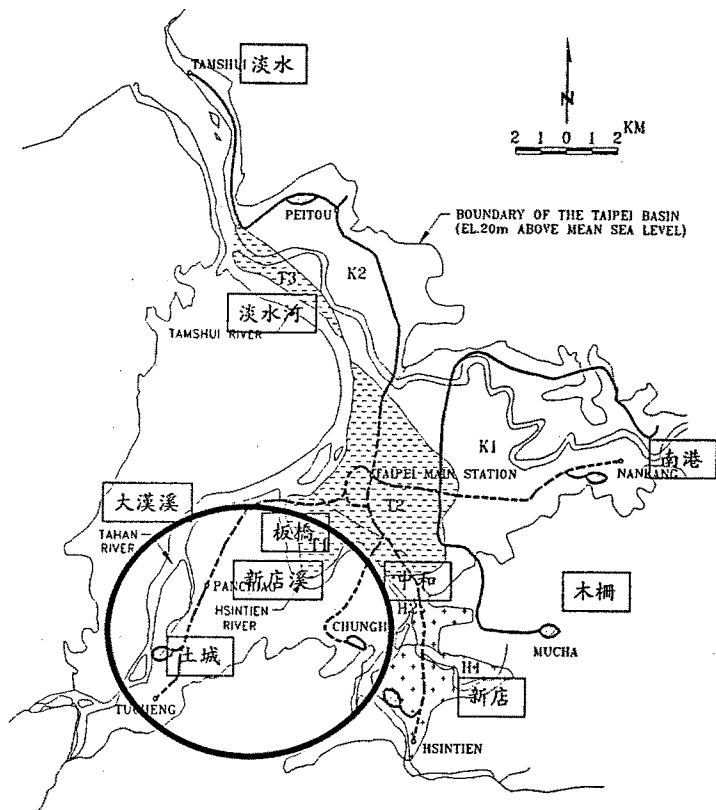 TAMSHUI
淡水
N
2 1 0 1 2 KM
PEITOU
BOUNDARY OF THE TAIPEI BASIN
(EL.20m ABOVE MEAN SEA LEVEL)
K2
T3
淡水河
TAMSHUI RIVER
K1
TAIPEI MAIN STATION
南港
NANKANG
大漢溪
TAHAN
RIVER
T2
板橋
T1
新店溪
中和
木柵
PANCHIAO
HSINTIEN
RIVER
H2
CHUNGH
土城
MUCHA
H1
新店
TUCHENG
HSINTIEN